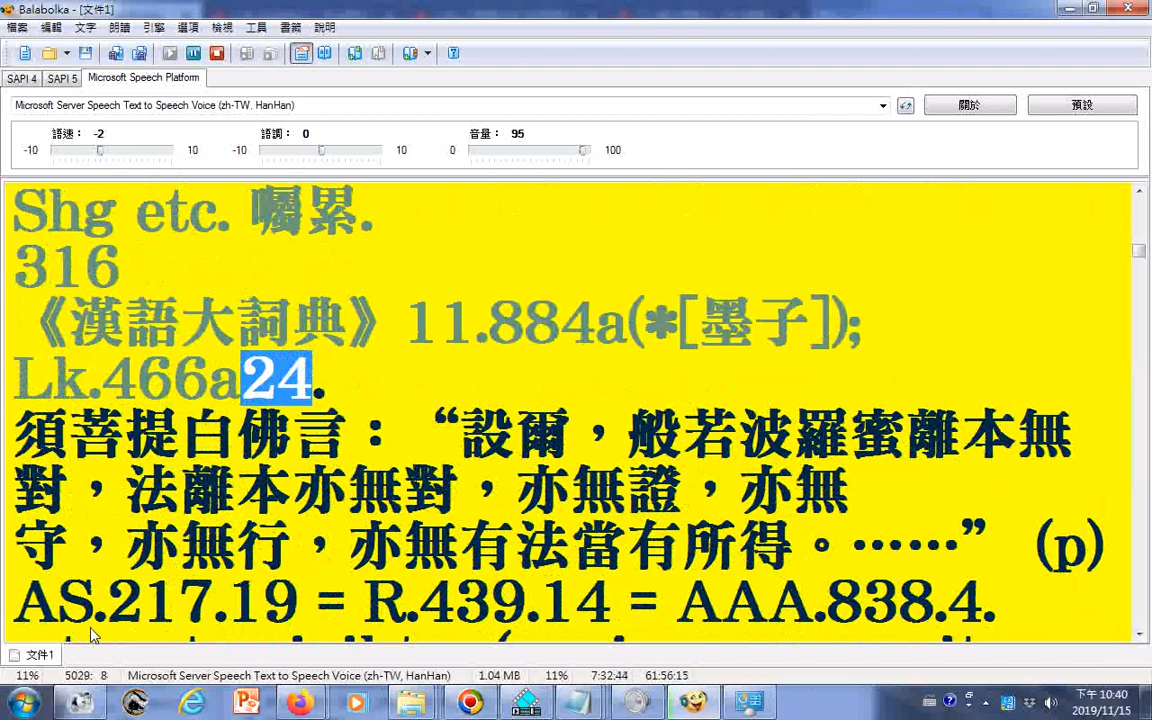 Balabolka - [文件1]
檔案 編輯 文字 朗讀 引擎 選項 檢視 工具 書籤 說明
SAPI 4 SAPI 5 Microsoft Speech Platform
Microsoft Server Speech Text to Speech Voice (zh-TW, HanHan) 關於 預設
語速： -2 語調： 0 音量： 95
-10 10 -10 10 0 100
Shg etc. 囑累.
316
《漢語大詞典》11.884a(*[墨子]);
Lk.466a24.
須菩提白佛言：“設爾，般若波羅蜜離本無
對，法離本亦無對，亦無證，亦無
守，亦無行，亦無有法當有所得。……” (p)
AS.217.19 = R.439.14 = AAA.838.4.
文件1
11% 5029: 8 Microsoft Server Speech Text to Speech Voice (zh-TW, HanHan) 1.04 MB 11% 7:32:44 61:56:15
下午 10:40
2019/11/15